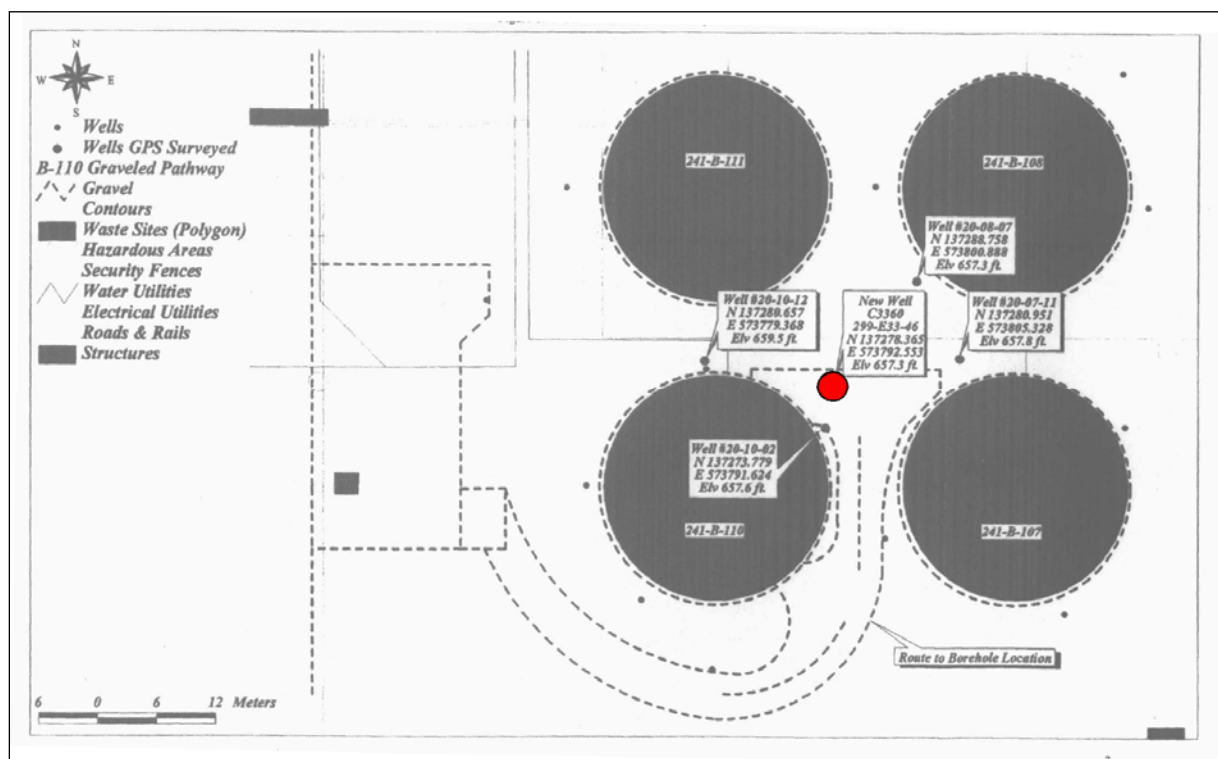 N
W E
S
Wells
Wells GPS Surveyed
B-110 Graveled Pathway
Gravel
Contours
Waste Sites (Polygon)
Hazardous Areas
Security Fences
Water Utilities
Electrical Utilities
Roads & Rails
Structures
241-B-111
241-B-108
Well #20-08-07
N 137288.758
E 573800.888
Elv 657.3 ft.
Well #20-10-12
N 137280.657
E 573779.368
Elv 659.5 ft.
New Well
C3360
299-E33-46
N 137278.365
E 573792.553
Elv 657.3 ft.
Well #20-07-11
N 137280.951
E 573805.328
Elv 657.8 ft.
Well #20-10-02
N 137273.779
E 573791.624
Elv 657.6 ft.
241-B-110
241-B-107
Route to Borehole Location
6 0 6 12 Meters